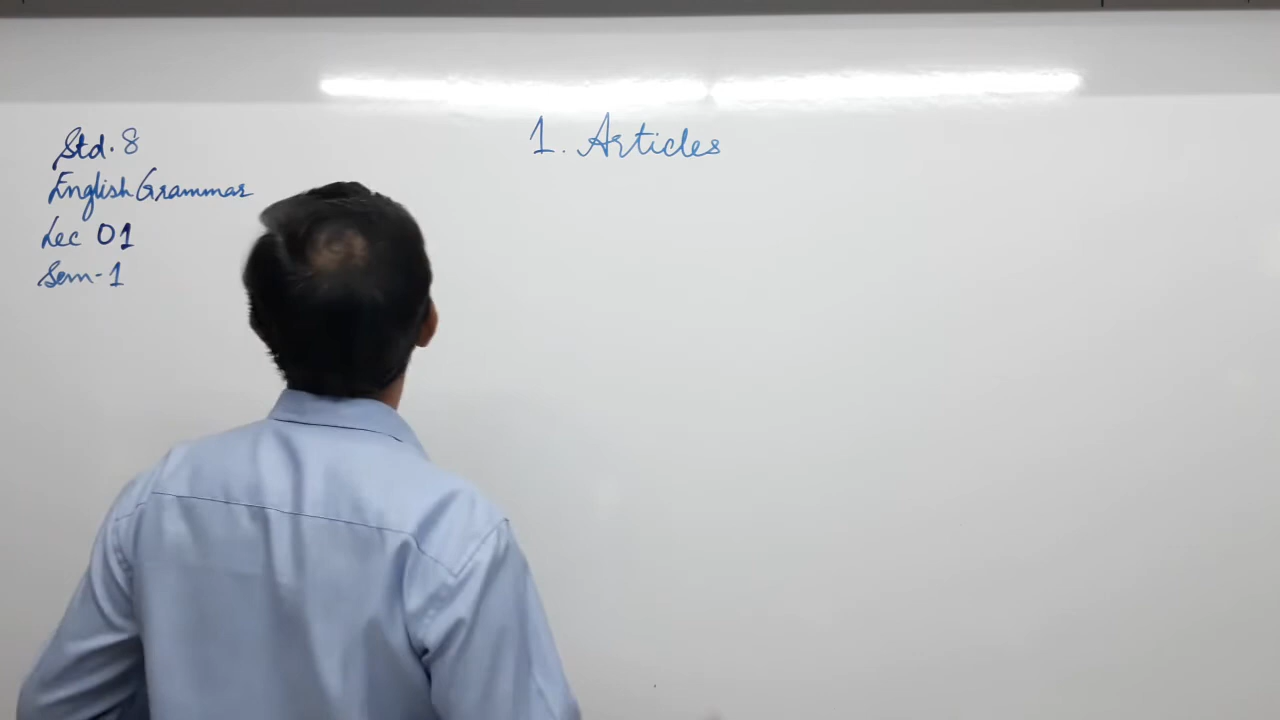 Std. 8
English Grammar
Lec 01
Sem-1
1. Articles